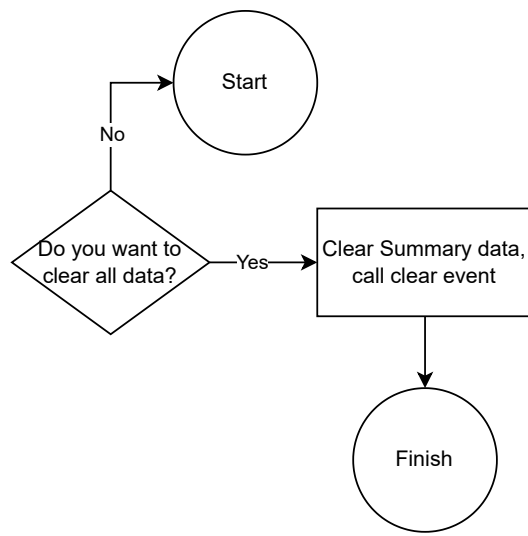 Start
No
Do you want to
clear all data?
Yes
Clear Summary data,
call clear event
Finish